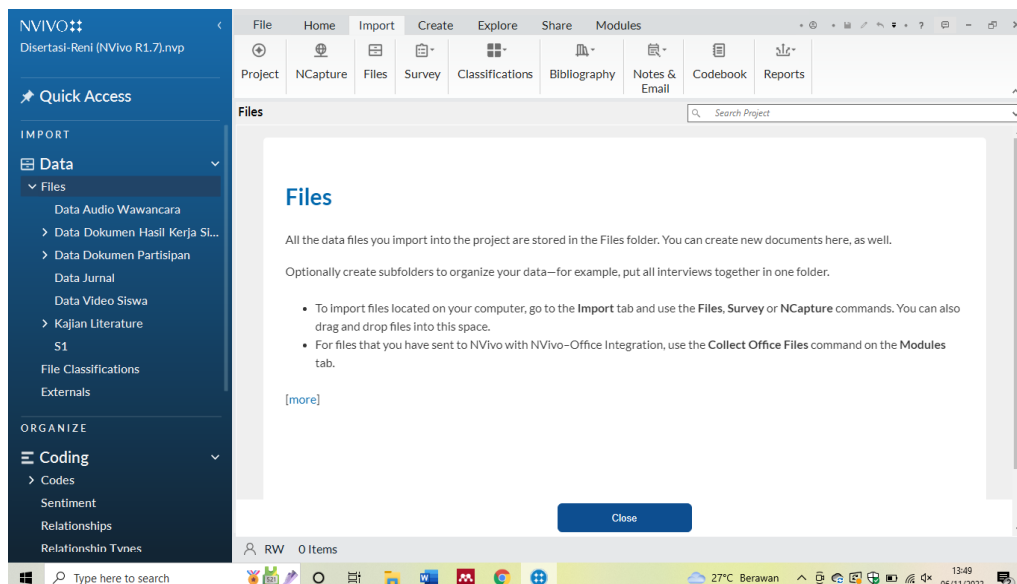 NVIVO
File Home Import Create Explore Share Modules
Disertasi-Reni (NVivo R1.7).nvp
Project NCapture Files Survey Classifications Bibliography Notes & Email Codebook Reports
Quick Access
Files
Search Project
IMPORT
Data
Files
Data Audio Wawancara
Data Dokumen Hasil Kerja Si...
Data Dokumen Partisipan
Data Jurnal
Data Video Siswa
Kajian Literature
S1
File Classifications
Externals
ORGANIZE
Coding
Codes
Sentiment
Relationships
Relationship Types
Files
All the data files you import into the project are stored in the Files folder. You can create new documents here, as well.
Optionally create subfolders to organize your data—for example, put all interviews together in one folder.
• To import files located on your computer, go to the Import tab and use the Files, Survey or NCapture commands. You can also
drag and drop files into this space.
• For files that you have sent to NVivo with NVivo–Office Integration, use the Collect Office Files command on the Modules
tab.
[more]
Close
RW 0 Items
Type here to search
27°C Berawan
13:49
06/11/2022